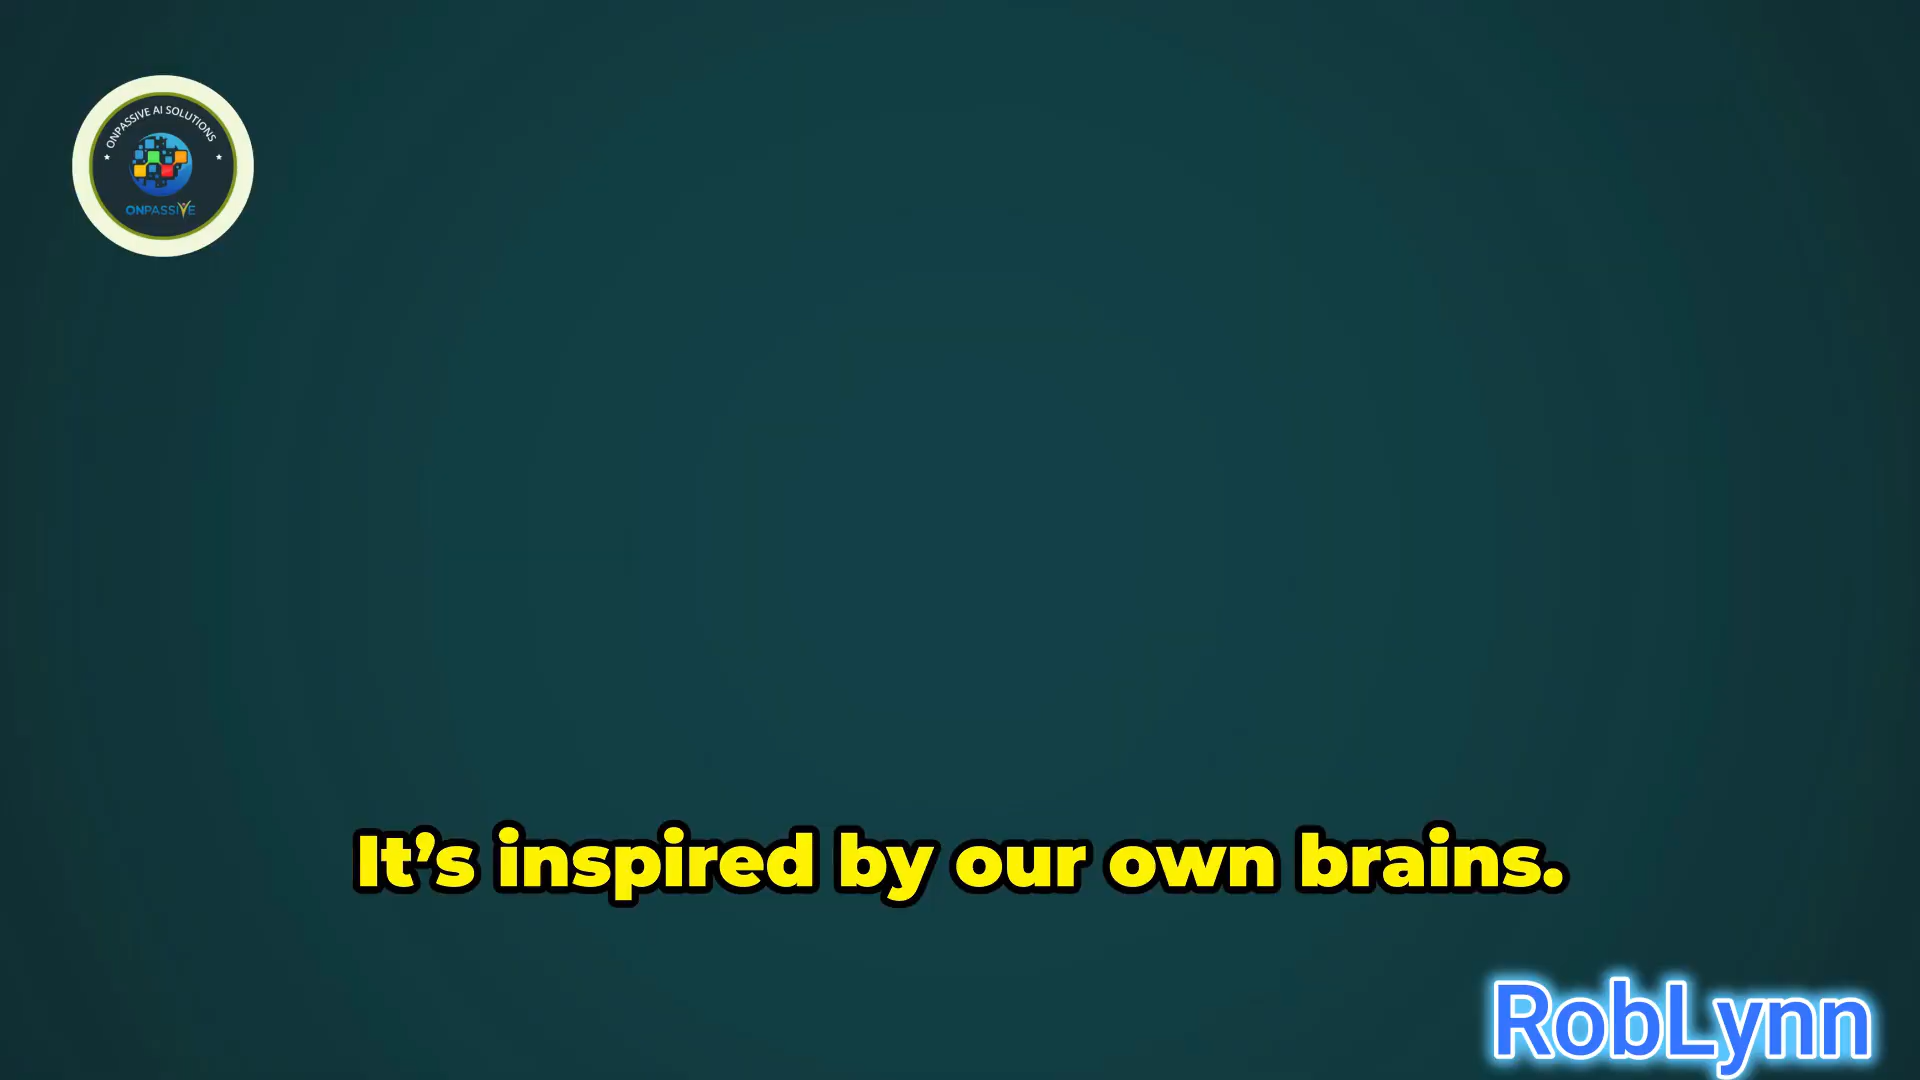 ONPASSIVE AI SOLUTIONS
ONPASSIVE
It’s inspired by our own brains.
RobLynn